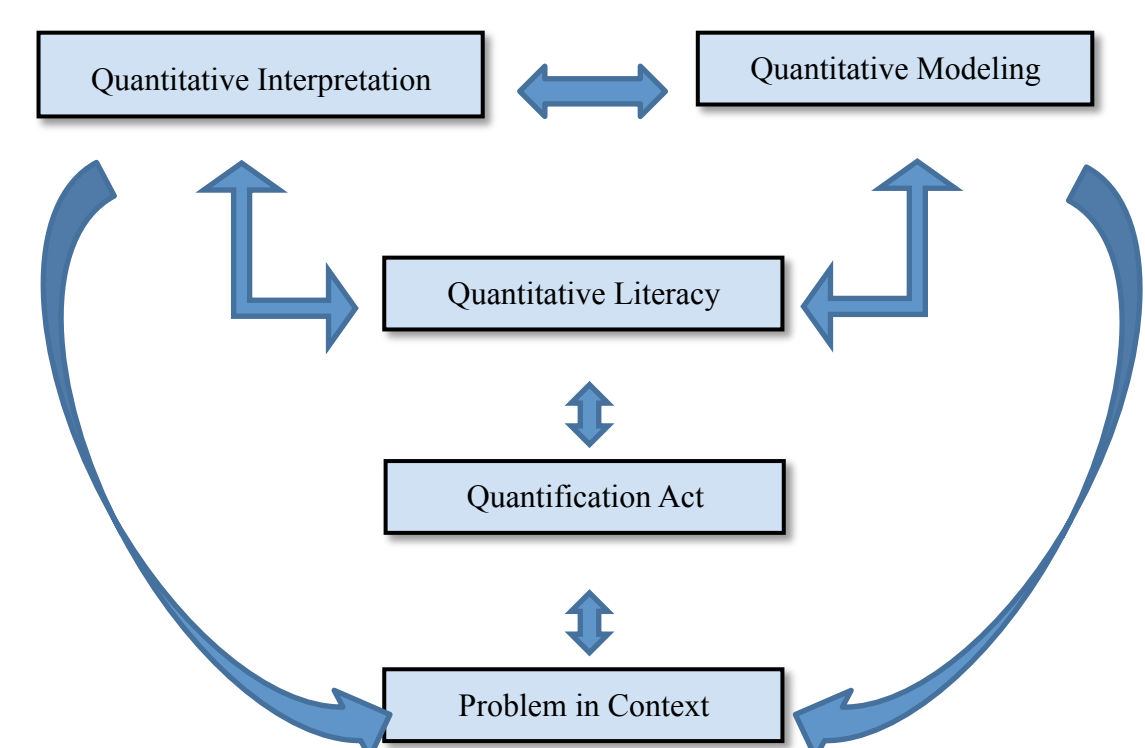 Quantitative Interpretation
Quantitative Modeling
Quantitative Literacy
Quantification Act
Problem in Context